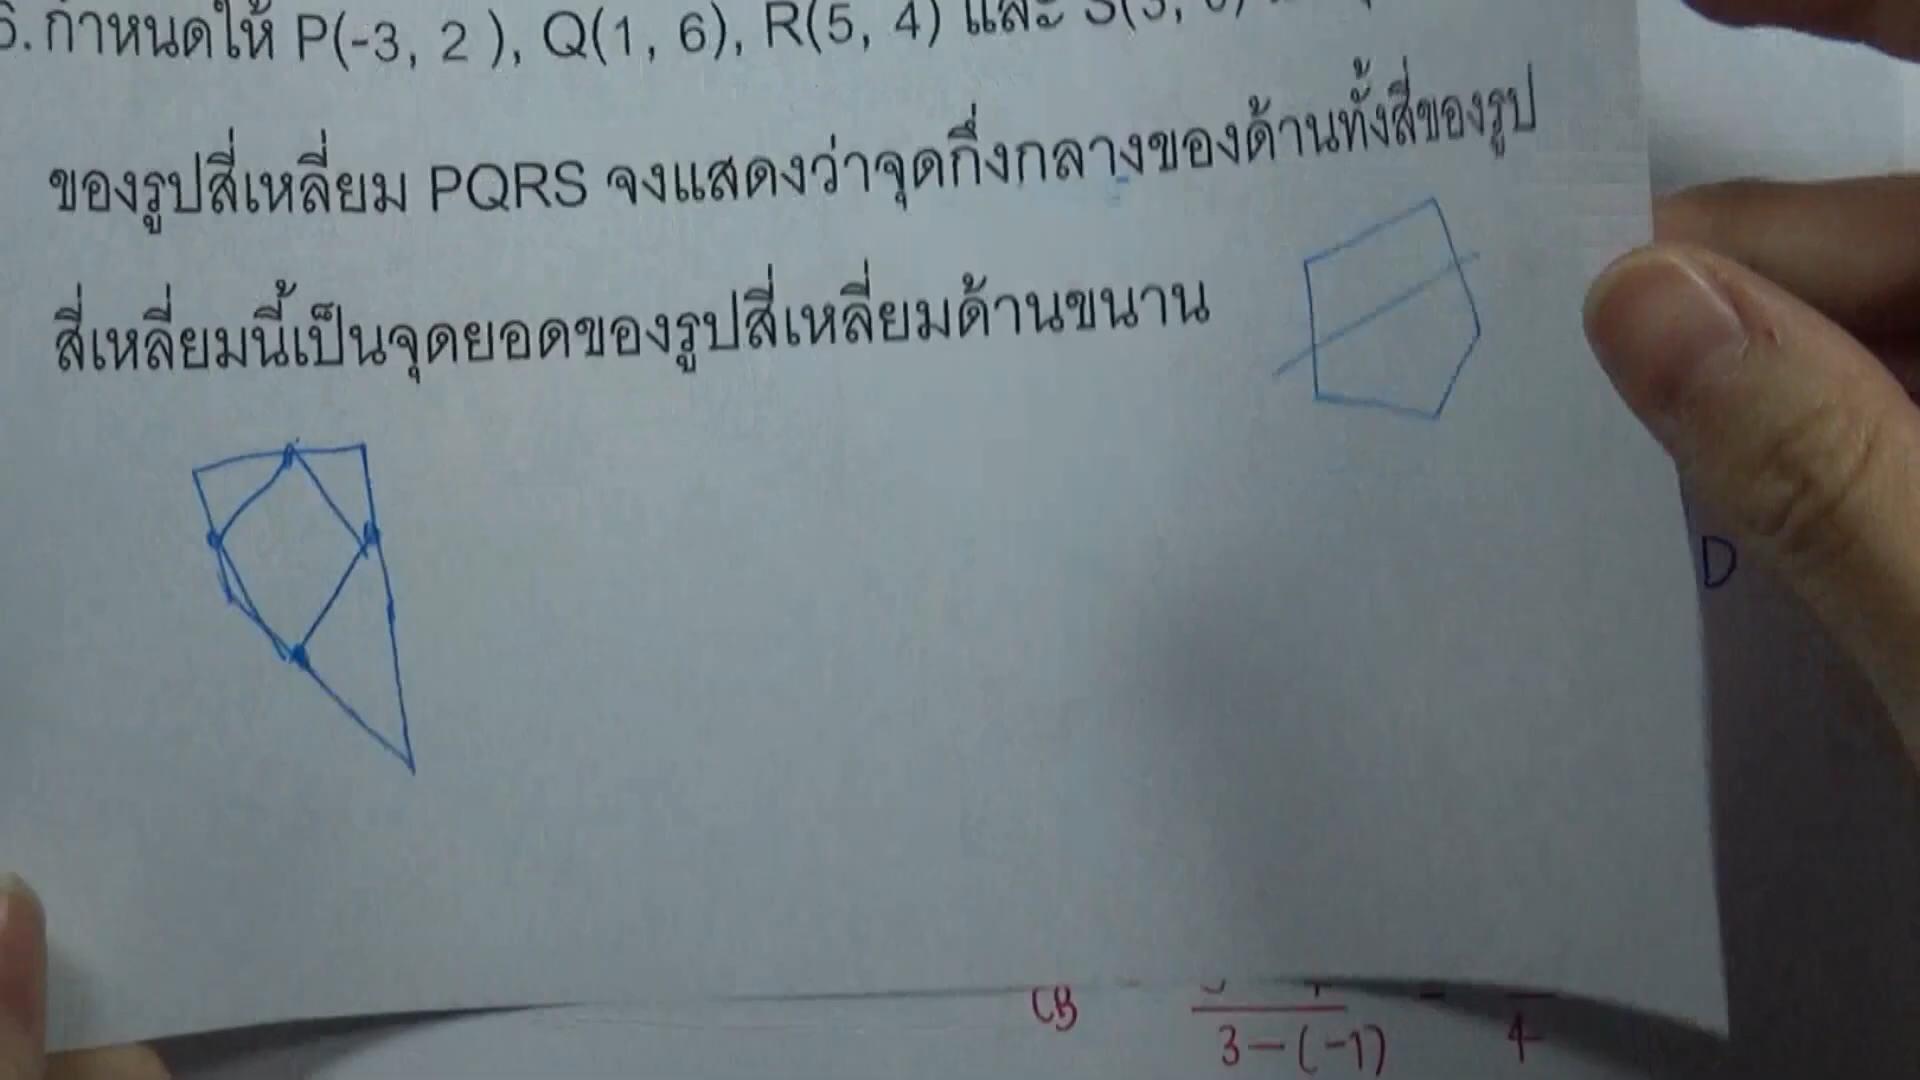 กำหนดให้ P(-3, 2 ), Q(1, 6), R(5, 4) และ
ของรูปสี่เหลี่ยม PQRS จงแสดงว่าจุดกึ่งกลางของด้านทั้งสี่ของรูป
สี่เหลี่ยมนี้เป็นจุดยอดของรูปสี่เหลี่ยมด้านขนาน
D
3-(-1)
4